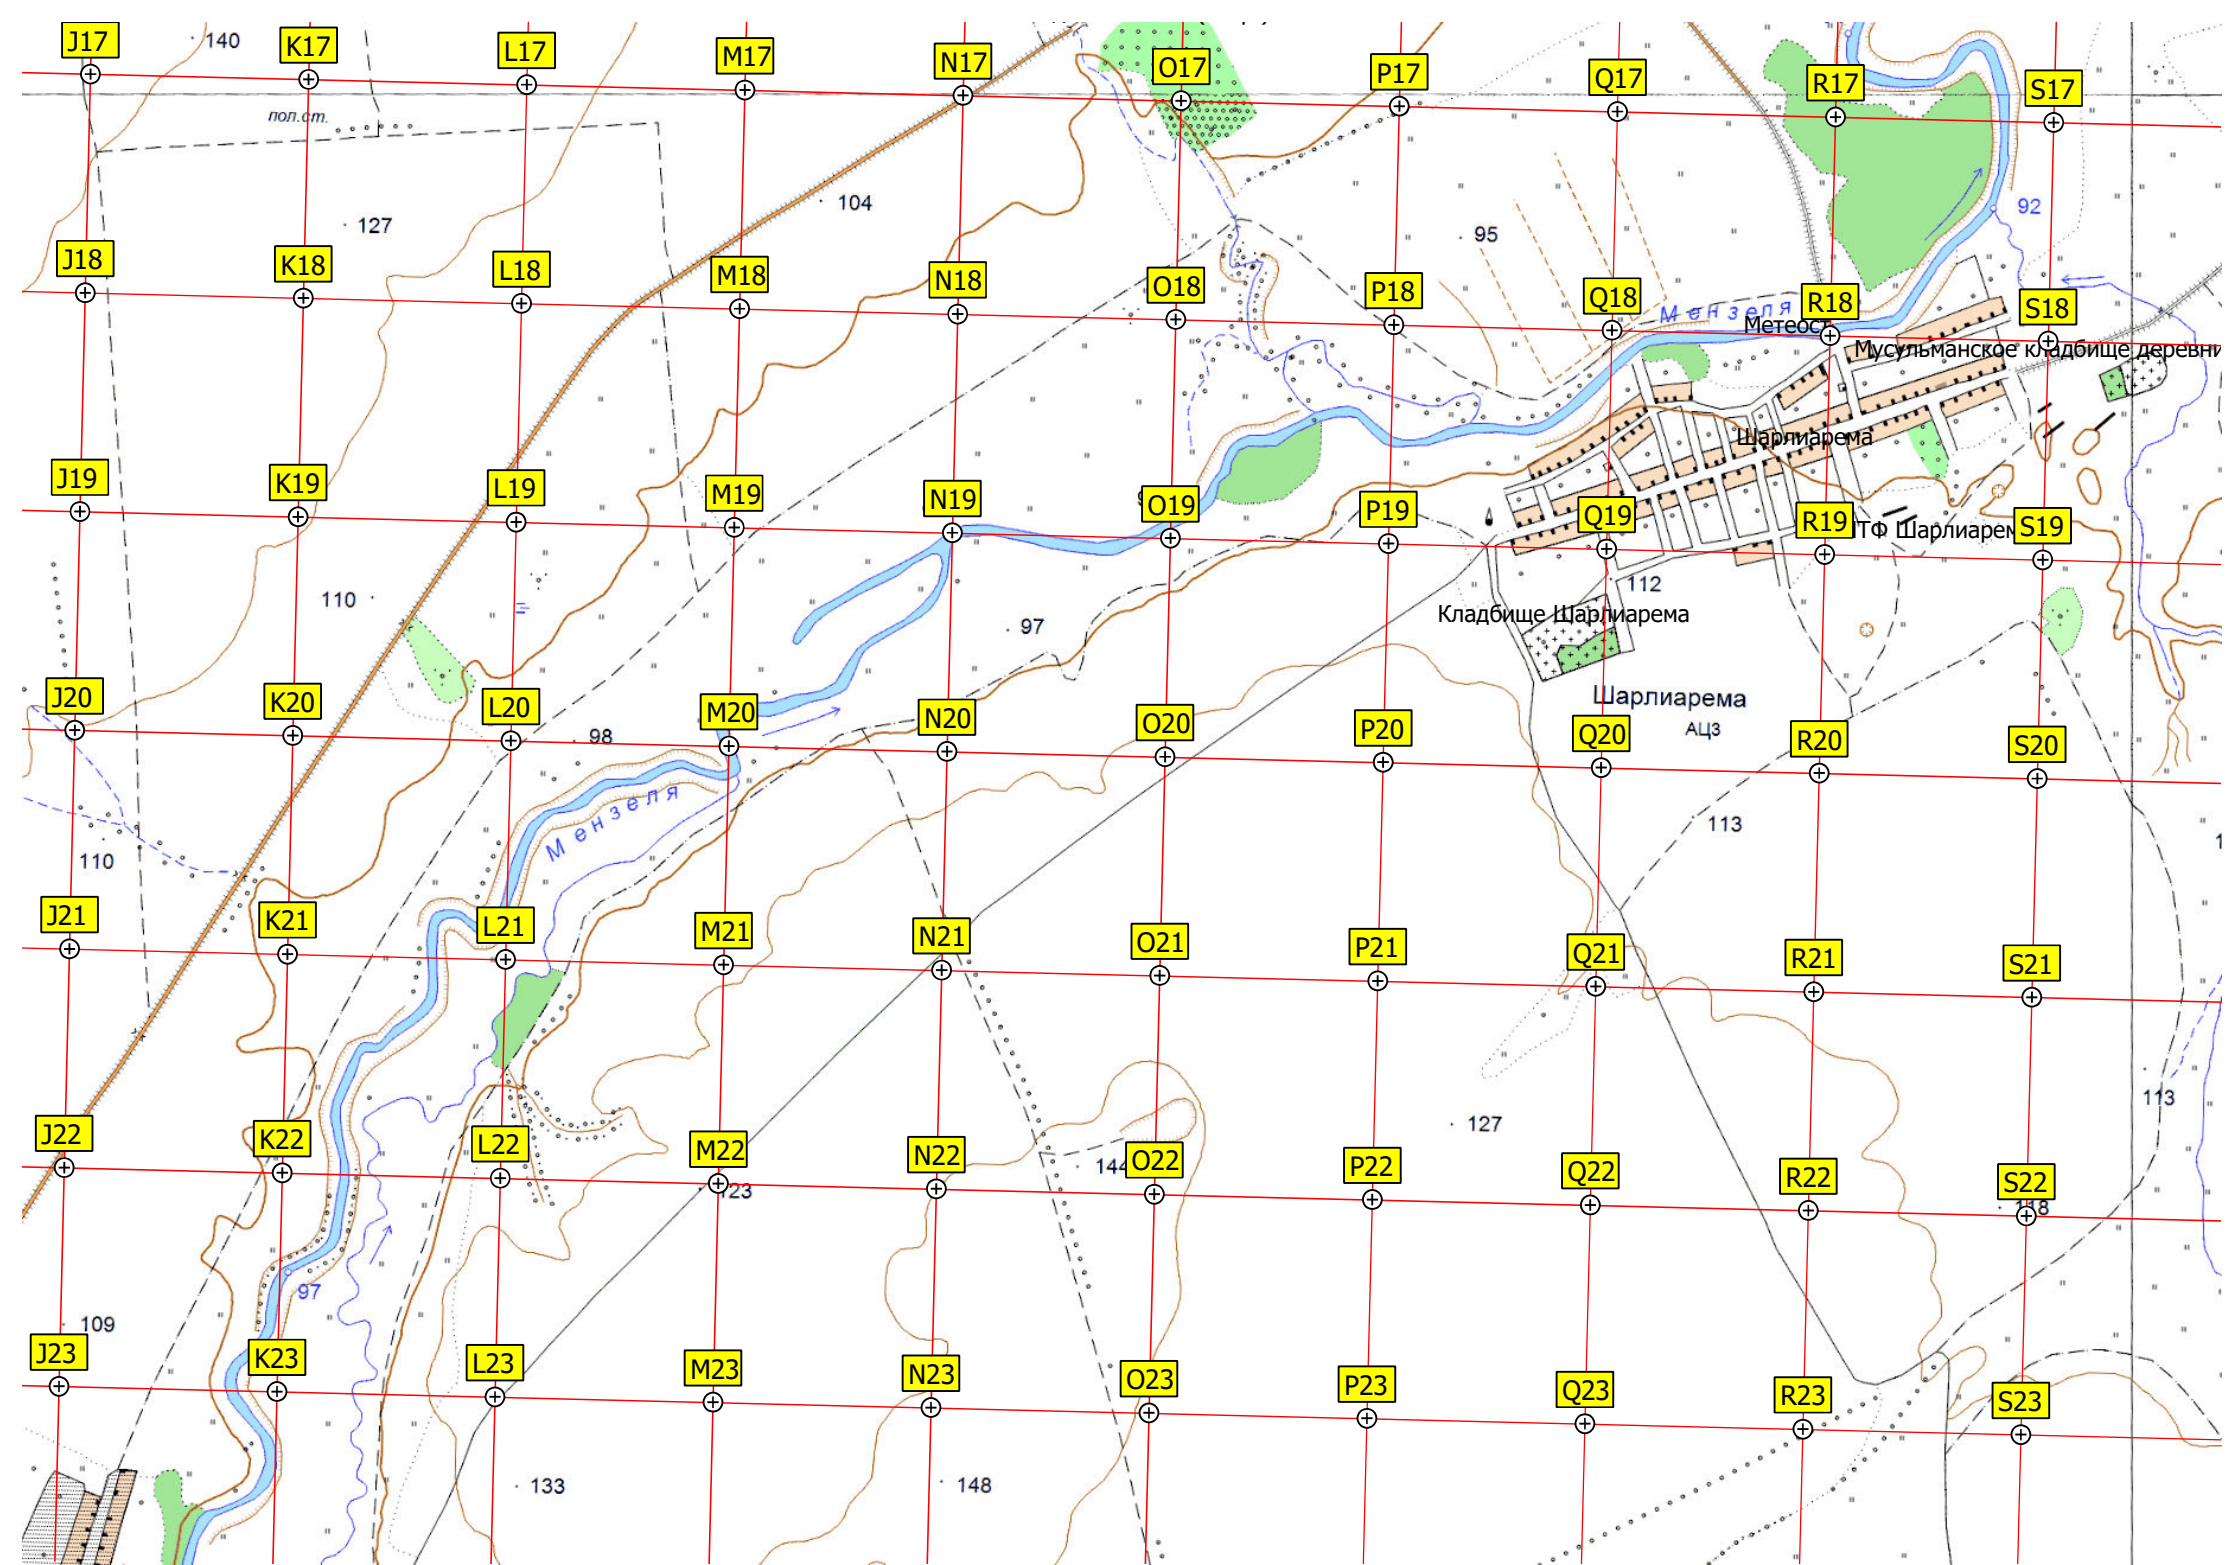 J17 140 K17 L17 M17 N17 O17 P17 Q17 R17 S17
пол.ст.
127 104 95 92
J18 K18 L18 M18 N18 O18 P18 Q18 R18 S18
Мензеля
Метеост
Мусульманское кладбище деревни
Шарлиарема
J19 K19 L19 M19 N19 O19 P19 Q19 R19 S19
ТФ Шарлиарем
110 97 112
Кладбище Шарлиарема
Шарлиарема
АЦЗ
J20 K20 L20 M20 N20 O20 P20 Q20 R20 S20
98
Мензеля
113
110
J21 K21 L21 M21 N21 O21 P21 Q21 R21 S21
113
127
J22 K22 L22 M22 N22 144 O22 P22 Q22 R22 S22
123 118
97
109
J23 K23 L23 M23 N23 O23 P23 Q23 R23 S23
133 148